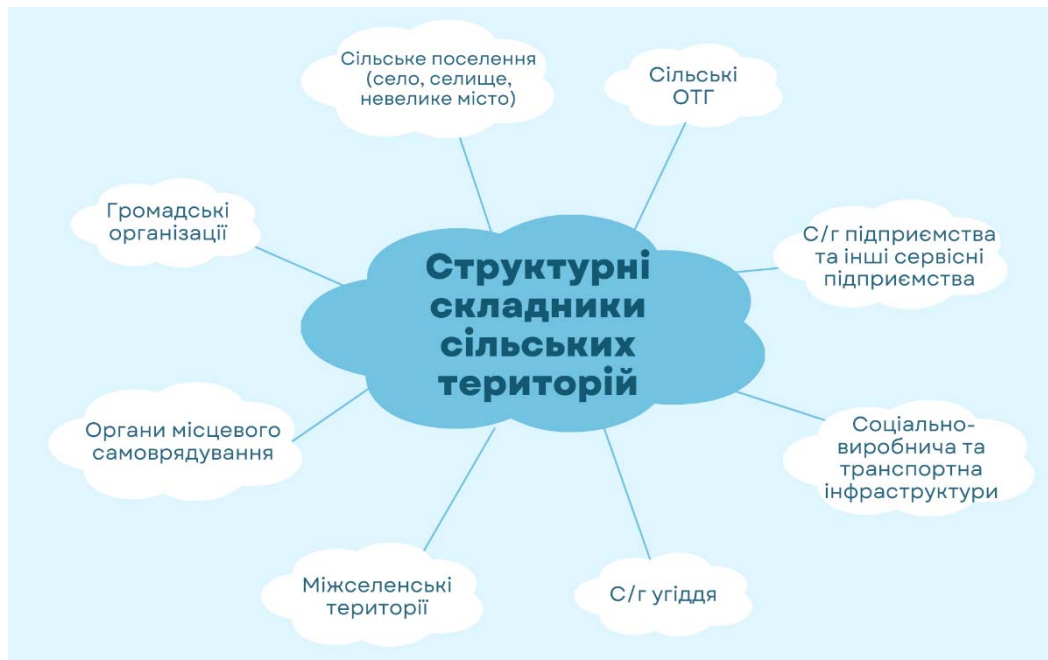 Сільське поселення
(село, селище,
невелике місто)
Сільські
ОТГ
Громадські
організації
С/г підприємства
та інші сервісні
підприємства
Структурні
складники
сільських
територій
Органи місцевого
самоврядування
Соціально-
виробнича та
транспортна
інфраструктури
Міжселенські
території
С/г угіддя